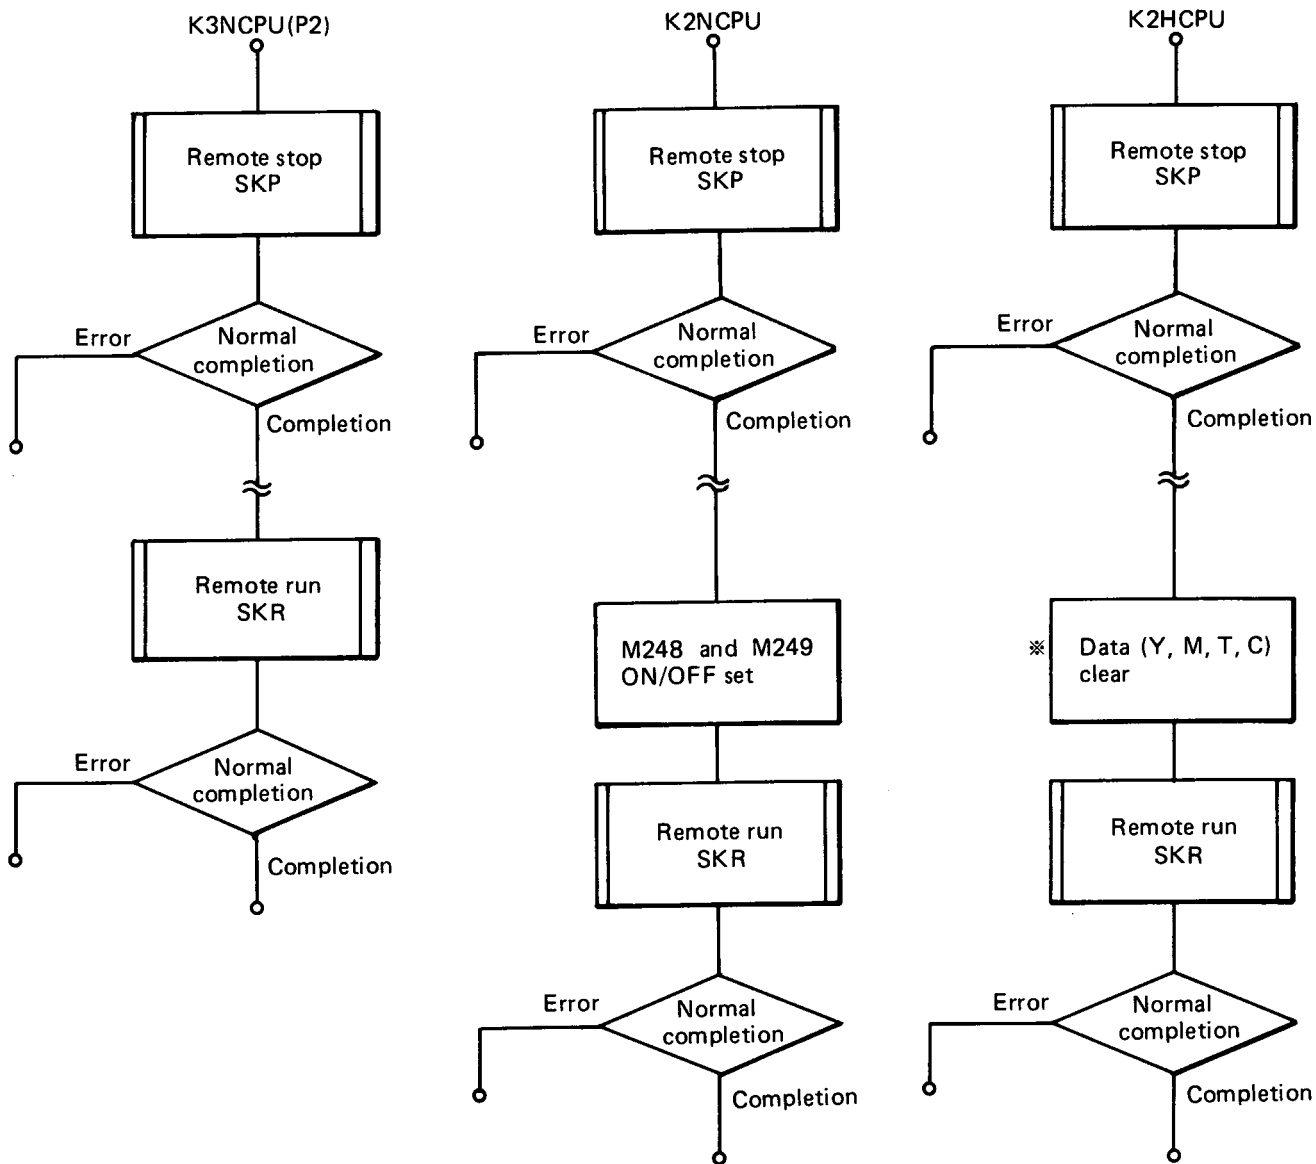 K3NCPU(P2)
Remote stop
SKP
Error
Normal
completion
Completion
Remote run
SKR
Error
Normal
completion
Completion
K2NCPU
Remote stop
SKP
Error
Normal
completion
Completion
M248 and M249
ON/OFF set
Remote run
SKR
Error
Normal
completion
Completion
K2HCPU
Remote stop
SKP
Error
Normal
completion
Completion
※ Data (Y, M, T, C)
clear
Remote run
SKR
Error
Normal
completion
Completion